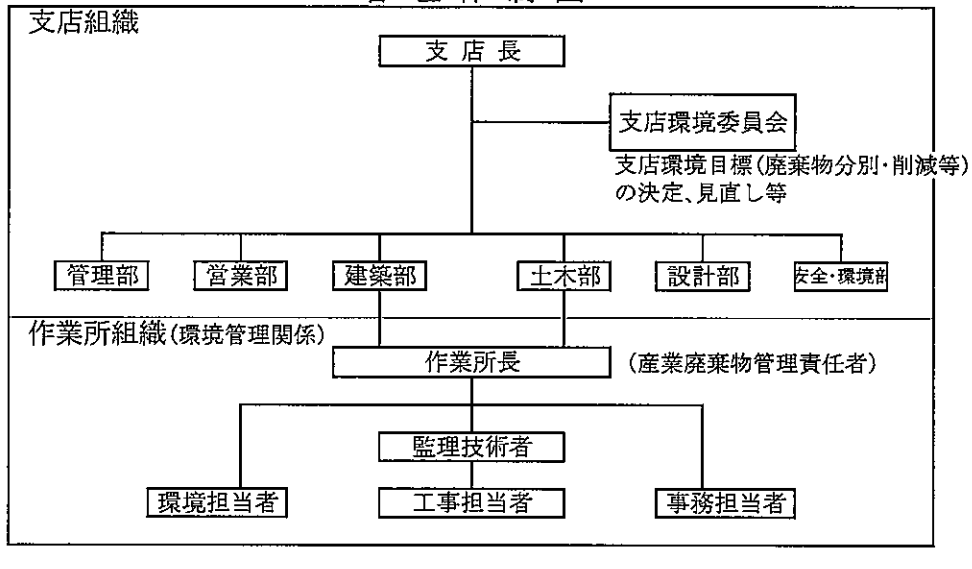 支店組織
支店長
支店環境委員会
支店環境目標(廃棄物分別・削減等)
の決定、見直し等
管理部
営業部
建築部
土木部
設計部
安全・環境部
作業所組織(環境管理関係)
作業所長
(産業廃棄物管理責任者)
監理技術者
環境担当者
工事担当者
事務担当者